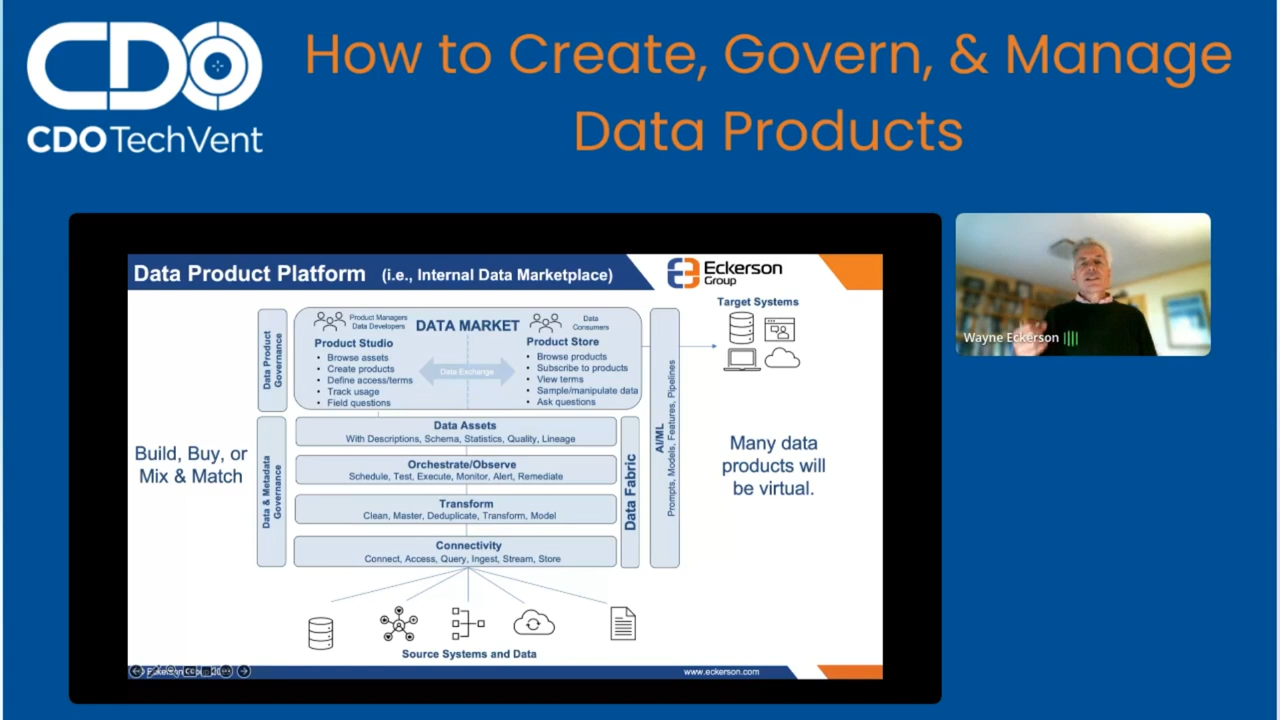 CDO
CDO TechVent
How to Create, Govern, & Manage
Data Products
Data Product Platform (i.e., Internal Data Marketplace)
Eckerson
Group
Target Systems
Data Product
Governance
Product Managers
Data Developers
DATA MARKET
Data
Consumers
Product Studio
• Browse assets
• Create products
• Define access/terms
• Track usage
• Field questions
Data Exchange
Product Store
• Browse products
• Subscribe to products
• View terms
• Sample/manipulate data
• Ask questions
Build, Buy, or
Mix & Match
Data & Metadata
Governance
Data Assets
With Descriptions, Schema, Statistics, Quality, Lineage
Orchestrate/Observe
Schedule, Test, Execute, Monitor, Alert, Remediate
Transform
Clean, Master, Deduplicate, Transform, Model
Connectivity
Connect, Access, Query, Ingest, Stream, Store
Data Fabric
AI/ML
Prompts, Models, Features, Pipelines
Many data
products will
be virtual.
Source Systems and Data
www.eckerson.com
Wayne Eckerson